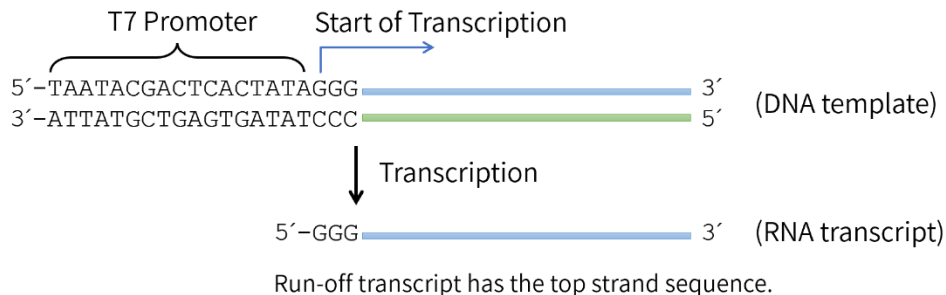 T7 Promoter Start of Transcription
5´-TAATACGACTCACTATAGGG 3´
3´-ATTATGCTGAGTGATATCCC 5´
(DNA template)
Transcription
5´-GGG 3´ (RNA transcript)
Run-off transcript has the top strand sequence.